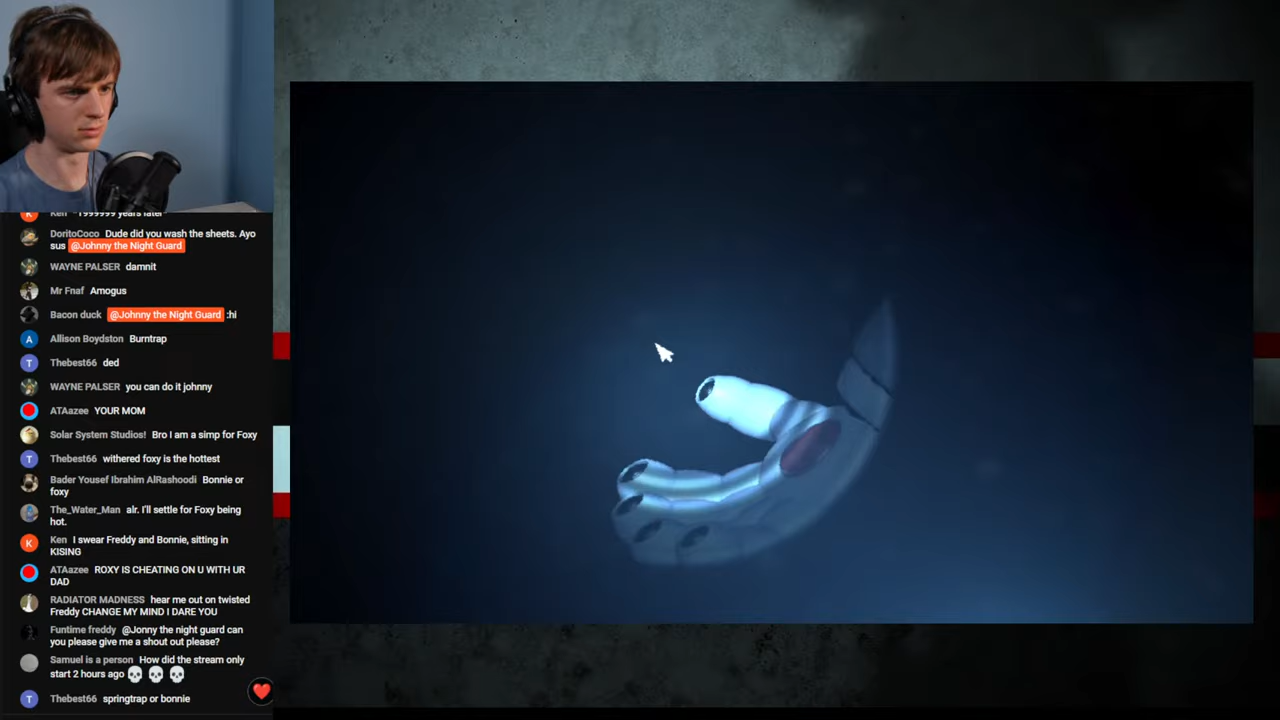 Ken "1999999 years later"
DoritoCoco Dude did you wash the sheets. Ayo
sus @Johnny the Night Guard
WAYNE PALSER damnit
Mr Fnaf Amogus
Bacon duck @Johnny the Night Guard :hi
A Allison Boydston Burntrap
T Thebest66 ded
WAYNE PALSER you can do it johnny
ATAazee YOUR MOM
Solar System Studios! Bro I am a simp for Foxy
T Thebest66 withered foxy is the hottest
Bader Yousef Ibrahim AlRashoodi Bonnie or
foxy
The_Water_Man alr. I'll settle for Foxy being
hot.
K Ken I swear Freddy and Bonnie, sitting in
KISING
ATAazee ROXY IS CHEATING ON U WITH UR
DAD
RADIATOR MADNESS hear me out on twisted
Freddy CHANGE MY MIND I DARE YOU
Funtime freddy @Jonny the night guard can
you please give me a shout out please?
Samuel is a person How did the stream only
start 2 hours ago 💀 💀 💀
T Thebest66 springtrap or bonnie